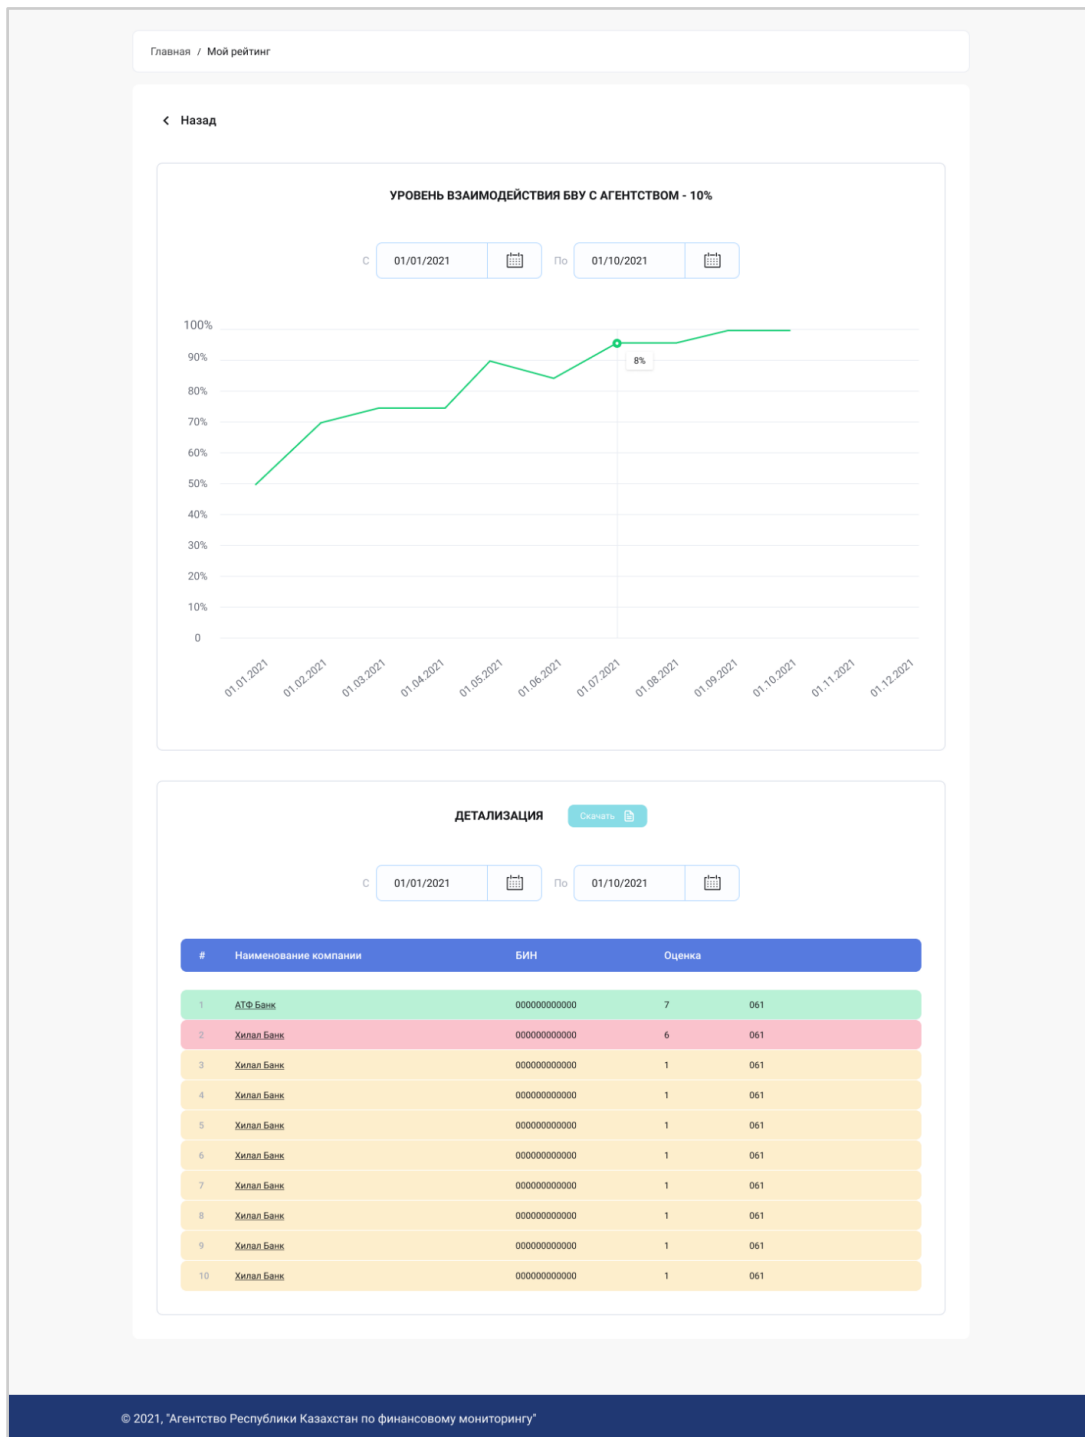 Главная / Мой рейтинг
Назад
УРОВЕНЬ ВЗАИМОДЕЙСТВИЯ БВУ С АГЕНТСТВОМ - 10%
С 01/01/2021 По 01/10/2021
100%
90%
8%
80%
70%
60%
50%
40%
30%
20%
10%
0
01.01.2021 01.02.2021 01.03.2021 01.04.2021 01.05.2021 01.06.2021 01.07.2021 01.08.2021 01.09.2021 01.10.2021 01.11.2021 01.12.2021
ДЕТАЛИЗАЦИЯ Скачать
С 01/01/2021 По 01/10/2021
# Наименование компании БИН Оценка
1 АТФ Банк 000000000000 7 061
2 Хилал Банк 000000000000 6 061
3 Хилал Банк 000000000000 1 061
4 Хилал Банк 000000000000 1 061
5 Хилал Банк 000000000000 1 061
6 Хилал Банк 000000000000 1 061
7 Хилал Банк 000000000000 1 061
8 Хилал Банк 000000000000 1 061
9 Хилал Банк 000000000000 1 061
10 Хилал Банк 000000000000 1 061
© 2021, "Агентство Республики Казахстан по финансовому мониторингу"